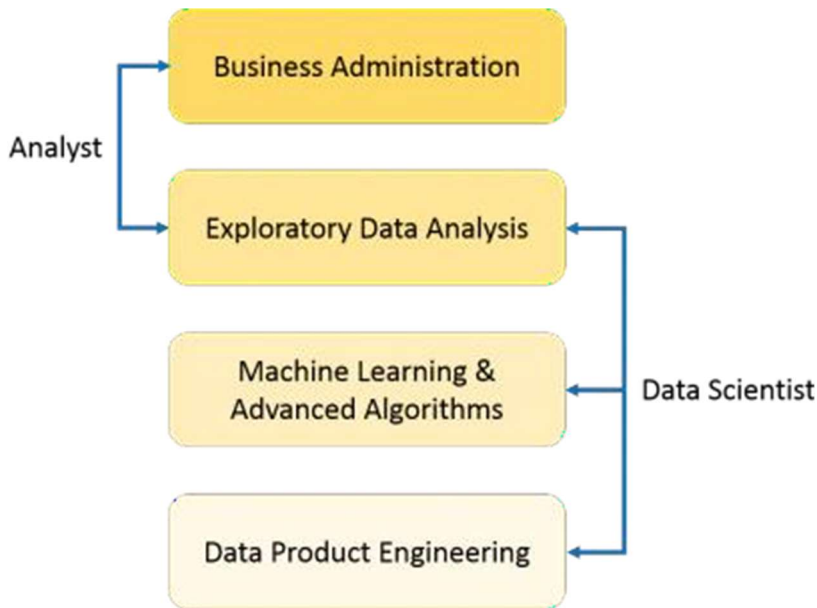 Business Administration
Analyst
Exploratory Data Analysis
Machine Learning &
Advanced Algorithms
Data Scientist
Data Product Engineering